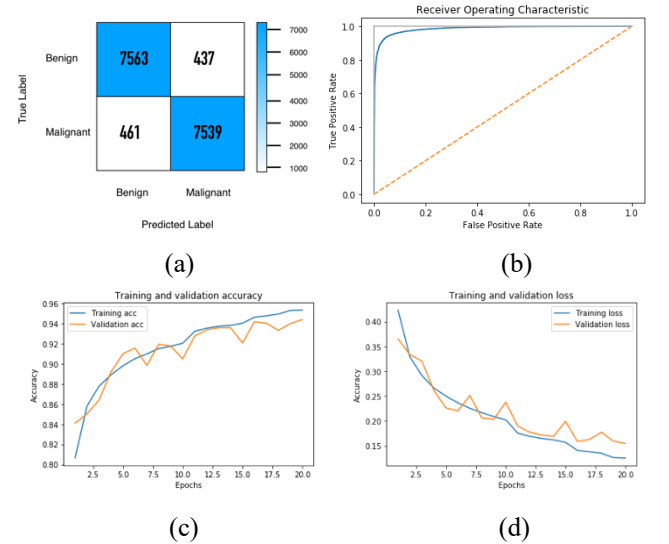 Benign
7563
437
Malignant
461
7539
Benign
Malignant
True Label
Predicted Label
7000
6000
5000
4000
3000
2000
1000
(a)
Receiver Operating Characteristic
1.0
0.8
0.6
0.4
0.2
0.0
0.0 0.2 0.4 0.6 0.8 1.0
True Positive Rate
False Positive Rate
(b)
Training and validation accuracy
Training acc
Validation acc
0.96
0.94
0.92
0.90
0.88
0.86
0.84
0.82
0.80
2.5 5.0 7.5 10.0 12.5 15.0 17.5 20.0
Accuracy
Epochs
(c)
Training and validation loss
Training loss
Validation loss
0.40
0.35
0.30
0.25
0.20
0.15
2.5 5.0 7.5 10.0 12.5 15.0 17.5 20.0
Accuracy
Epochs
(d)